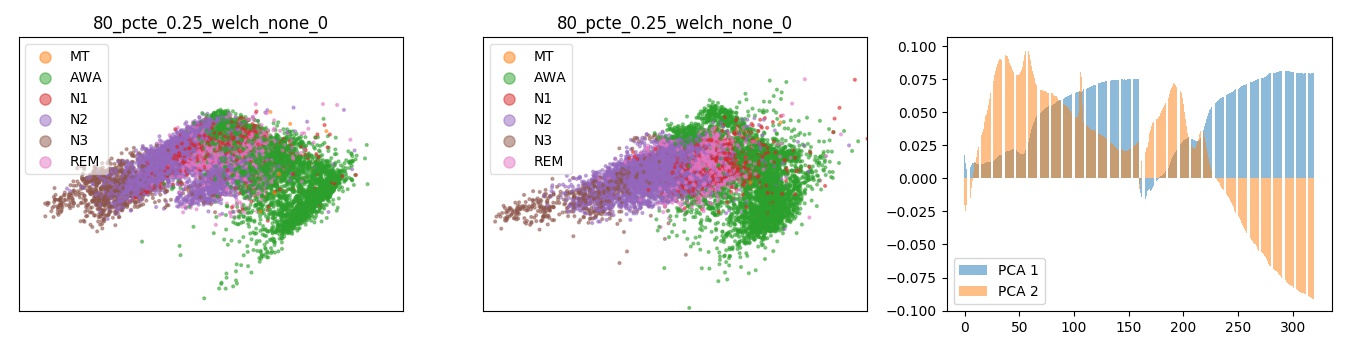 80_pcte_0.25_welch_none_0
MT
AWA
N1
N2
N3
REM
80_pcte_0.25_welch_none_0
MT
AWA
N1
N2
N3
REM
0.100
0.075
0.050
0.025
0.000
−0.025
−0.050
−0.075
−0.100
PCA 1
PCA 2
0 50 100 150 200 250 300